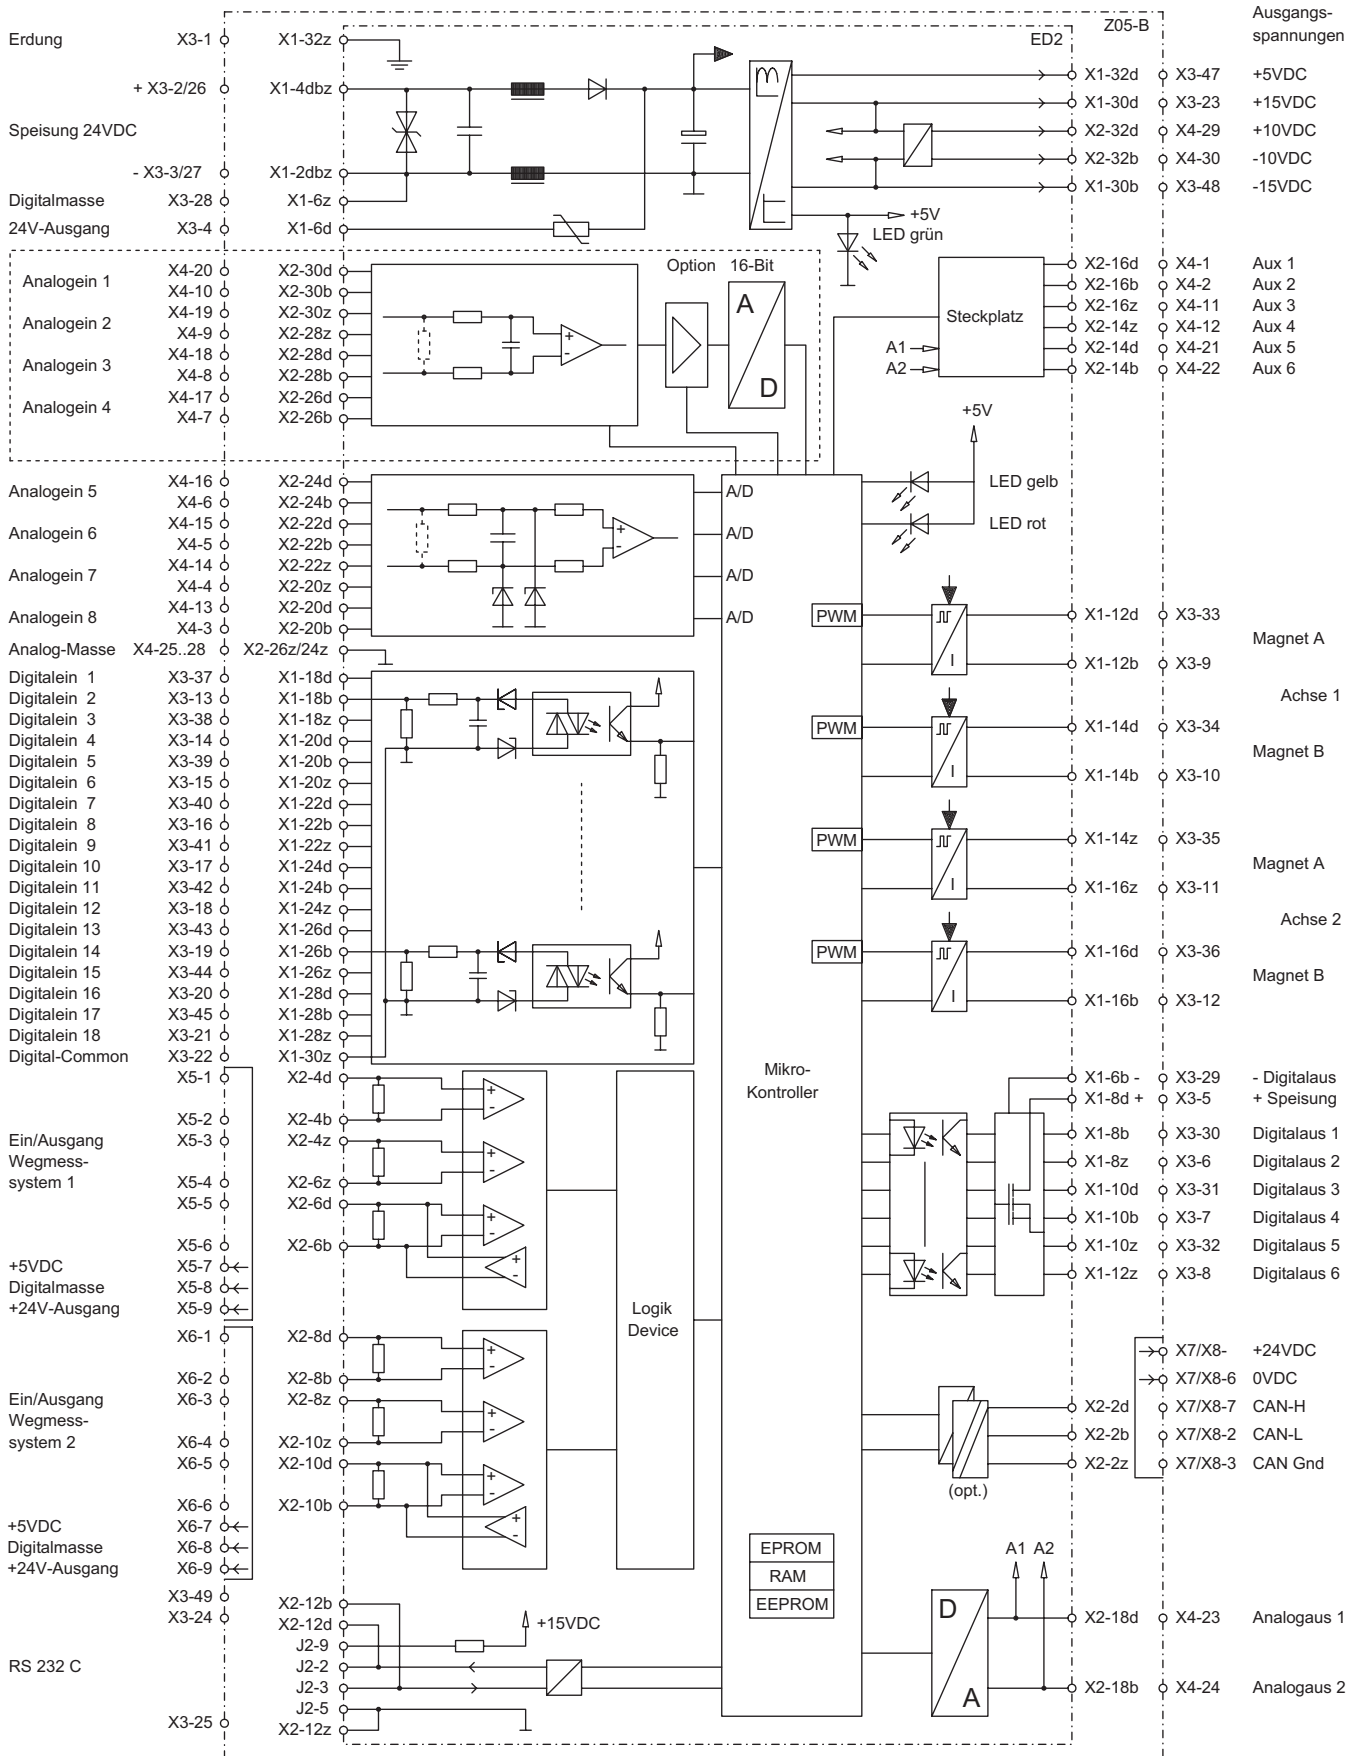 Erdung X3-1 X1-32z ED2 Z05-B Ausgangs-
spannungen
+ X3-2/26 X1-4dbz X1-32d X3-47 +5VDC
X1-30d X3-23 +15VDC
Speisung 24VDC X2-32d X4-29 +10VDC
X2-32b X4-30 -10VDC
- X3-3/27 X1-2dbz X1-30b X3-48 -15VDC
Digitalmasse X3-28 X1-6z +5V
24V-Ausgang X3-4 X1-6d LED grün
Option 16-Bit
Analogein 1 X4-20 X2-30d A X2-16d X4-1 Aux 1
X4-10 X2-30b X2-16b X4-2 Aux 2
Analogein 2 X4-19 X2-30z + Steckplatz X2-16z X4-11 Aux 3
X4-9 X2-28z - X2-14z X4-12 Aux 4
Analogein 3 X4-18 X2-28d A1 X2-14d X4-21 Aux 5
X4-8 X2-28b D A2 X2-14b X4-22 Aux 6
Analogein 4 X4-17 X2-26d
X4-7 X2-26b +5V
Analogein 5 X4-16 X2-24d A/D LED gelb
X4-6 X2-24b
Analogein 6 X4-15 X2-22d + A/D LED rot
X4-5 X2-22b -
Analogein 7 X4-14 X2-22z A/D
X4-4 X2-20z
Analogein 8 X4-13 X2-20d A/D PWM X1-12d X3-33
X4-3 X2-20b Magnet A
Analog-Masse X4-25..28 X2-26z/24z I X1-12b X3-9
Digitalein 1 X3-37 X1-18d
Digitalein 2 X3-13 X1-18b Achse 1
Digitalein 3 X3-38 X1-18z PWM X1-14d X3-34
Digitalein 4 X3-14 X1-20d Magnet B
Digitalein 5 X3-39 X1-20b I X1-14b X3-10
Digitalein 6 X3-15 X1-20z
Digitalein 7 X3-40 X1-22d
Digitalein 8 X3-16 X1-22b PWM X1-14z X3-35
Digitalein 9 X3-41 X1-22z Magnet A
Digitalein 10 X3-17 X1-24d
Digitalein 11 X3-42 X1-24b I X1-16z X3-11
Digitalein 12 X3-18 X1-24z Achse 2
Digitalein 13 X3-43 X1-26d
Digitalein 14 X3-19 X1-26b PWM X1-16d X3-36
Digitalein 15 X3-44 X1-26z Magnet B
Digitalein 16 X3-20 X1-28d I X1-16b X3-12
Digitalein 17 X3-45 X1-28b
Digitalein 18 X3-21 X1-28z
Digital-Common X3-22 X1-30z
Mikro-
Kontroller
X5-1 X2-4d + X1-6b - X3-29 - Digitalaus
- X1-8d + X3-5 + Speisung
X5-2 X2-4b X1-8b X3-30 Digitalaus 1
Ein/Ausgang X5-3 X2-4z + X1-8z X3-6 Digitalaus 2
Wegmess-
system 1 X5-4 X2-6z - X1-10d X3-31 Digitalaus 3
X5-5 X2-6d + X1-10b X3-7 Digitalaus 4
X5-6 X2-6b - X1-10z X3-32 Digitalaus 5
+5VDC X5-7 + X1-12z X3-8 Digitalaus 6
Digitalmasse X5-8 -
+24V-Ausgang X5-9
Logik
Device
X6-1 X2-8d + X7/X8- +24VDC
X6-2 X2-8b - X7/X8-6 0VDC
Ein/Ausgang X6-3 X2-8z + X2-2d X7/X8-7 CAN-H
Wegmess-
system 2 X6-4 X2-10z - X2-2b X7/X8-2 CAN-L
X6-5 X2-10d + X2-2z X7/X8-3 CAN Gnd
(opt.)
X6-6 X2-10b -
+5VDC X6-7 +
Digitalmasse X6-8 - EPROM A1 A2
+24V-Ausgang X6-9 RAM
X3-49 X2-12b EEPROM
X3-24 X2-12d +15VDC D X2-18d X4-23 Analogaus 1
J2-9
RS 232 C J2-2
J2-3 A X2-18b X4-24 Analogaus 2
J2-5
X3-25 X2-12z